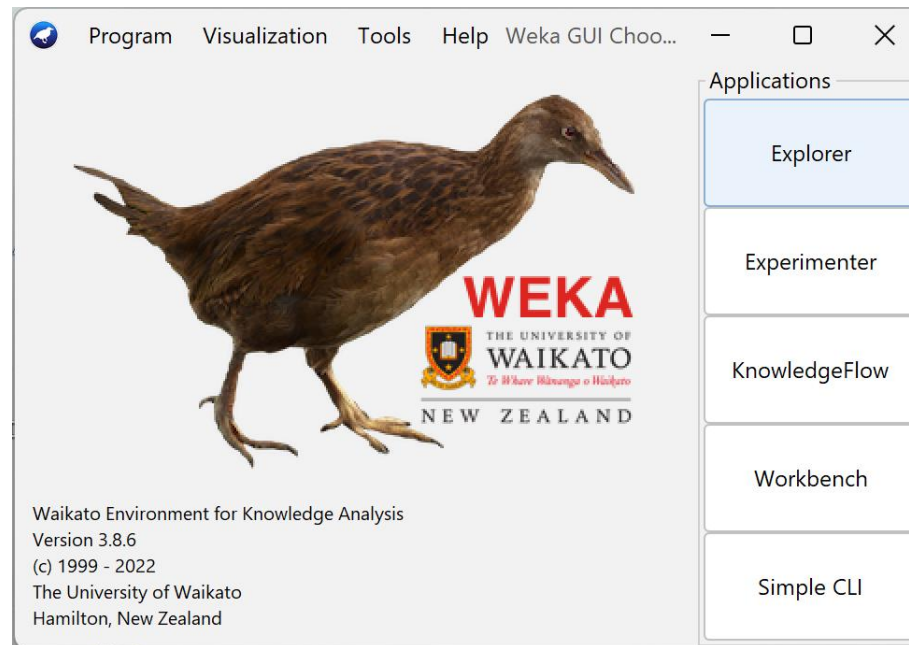 Program Visualization Tools Help Weka GUI Choo...
Applications
Explorer
Experimenter
KnowledgeFlow
Workbench
Simple CLI
WEKA
THE UNIVERSITY OF
WAIKATO
Te Whare Wānanga o Waikato
NEW ZEALAND
Waikato Environment for Knowledge Analysis
Version 3.8.6
(c) 1999 - 2022
The University of Waikato
Hamilton, New Zealand